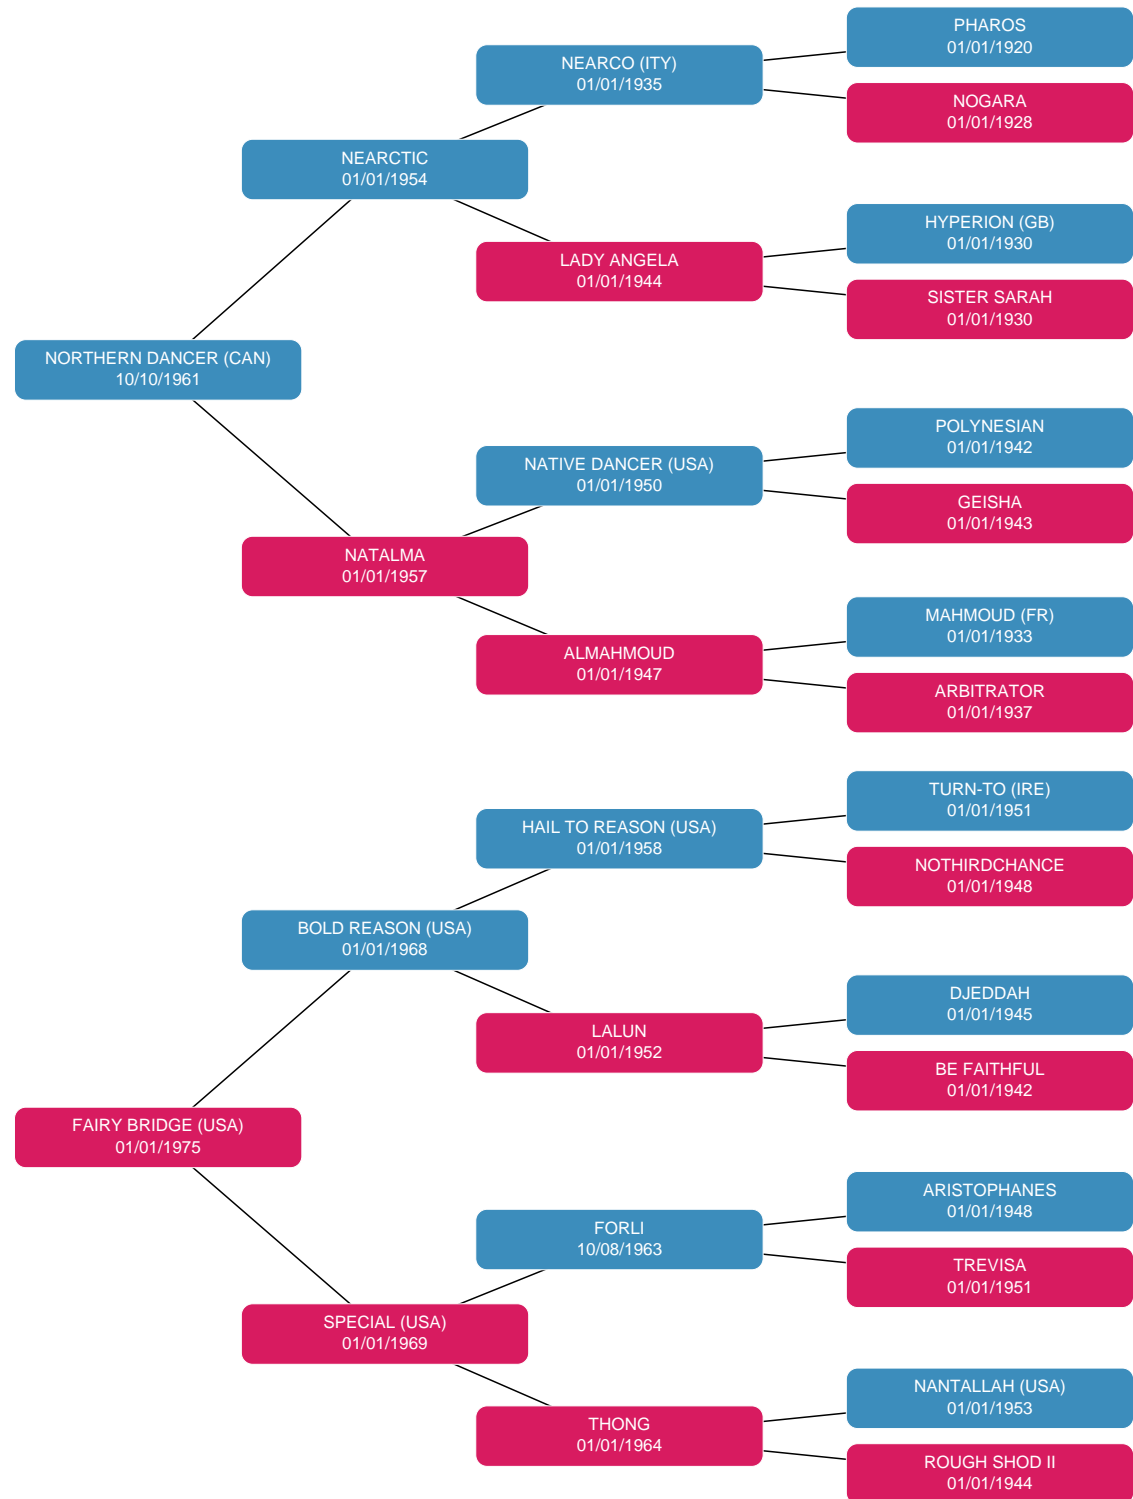 PHAROS
01/01/1920
NEARCO (ITY)
01/01/1935
NOGARA
01/01/1928
NEARCTIC
01/01/1954
HYPERION (GB)
01/01/1930
LADY ANGELA
01/01/1944
SISTER SARAH
01/01/1930
NORTHERN DANCER (CAN)
10/10/1961
POLYNESIAN
01/01/1942
NATIVE DANCER (USA)
01/01/1950
GEISHA
01/01/1943
NATALMA
01/01/1957
MAHMOUD (FR)
01/01/1933
ALMAHMOUD
01/01/1947
ARBITRATOR
01/01/1937
TURN-TO (IRE)
01/01/1951
HAIL TO REASON (USA)
01/01/1958
NOTHIRDCHANCE
01/01/1948
BOLD REASON (USA)
01/01/1968
DJEDDAH
01/01/1945
LALUN
01/01/1952
BE FAITHFUL
01/01/1942
FAIRY BRIDGE (USA)
01/01/1975
ARISTOPHANES
01/01/1948
FORLI
10/08/1963
TREVISA
01/01/1951
SPECIAL (USA)
01/01/1969
NANTALLAH (USA)
01/01/1953
THONG
01/01/1964
ROUGH SHOD II
01/01/1944